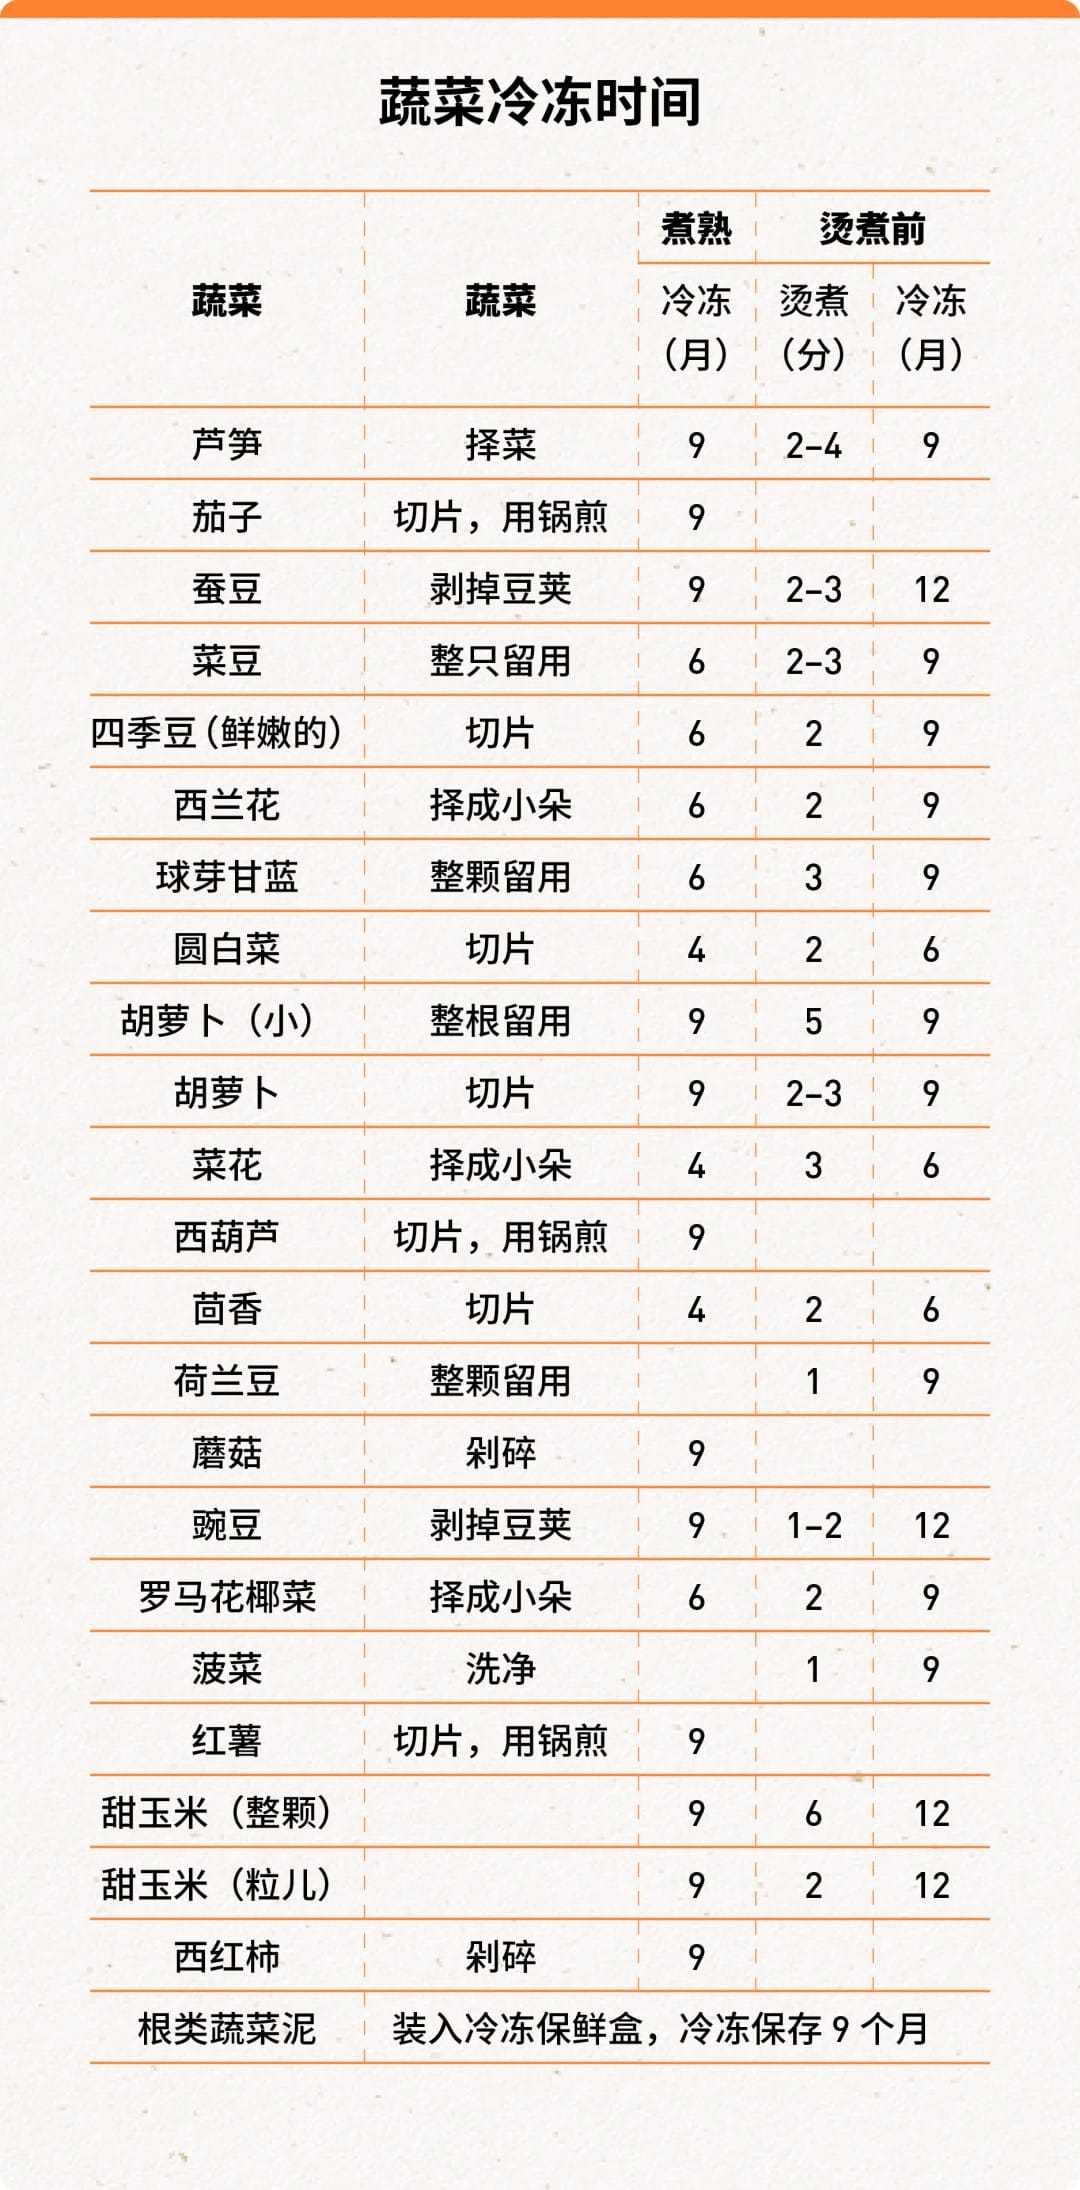 蔬菜冷冻时间
蔬菜 蔬菜 煮熟 烫煮前
冷冻 烫煮 冷冻
（月） （分） （月）
芦笋 择菜 9 2–4 9
茄子 切片，用锅煎 9
蚕豆 剥掉豆荚 9 2–3 12
菜豆 整只留用 6 2–3 9
四季豆（鲜嫩的） 切片 6 2 9
西兰花 择成小朵 6 2 9
球芽甘蓝 整颗留用 6 3 9
圆白菜 切片 4 2 6
胡萝卜（小） 整根留用 9 5 9
胡萝卜 切片 9 2–3 9
菜花 择成小朵 4 3 6
西葫芦 切片，用锅煎 9
茴香 切片 4 2 6
荷兰豆 整颗留用 1 9
蘑菇 剁碎 9
豌豆 剥掉豆荚 9 1–2 12
罗马花椰菜 择成小朵 6 2 9
菠菜 洗净 1 9
红薯 切片，用锅煎 9
甜玉米（整颗） 9 6 12
甜玉米（粒儿） 9 2 12
西红柿 剁碎 9
根类蔬菜泥 装入冷冻保鲜盒，冷冻保存 9 个月